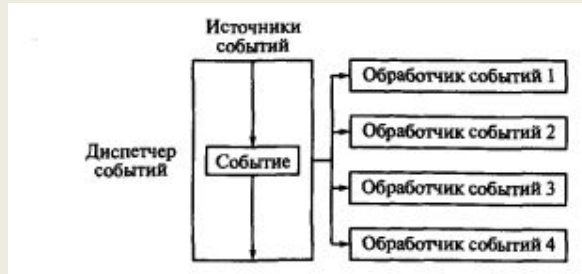 Источники
событий
Обработчик событий 1
Обработчик событий 2
Диспетчер
событий
Событие
Обработчик событий 3
Обработчик событий 4